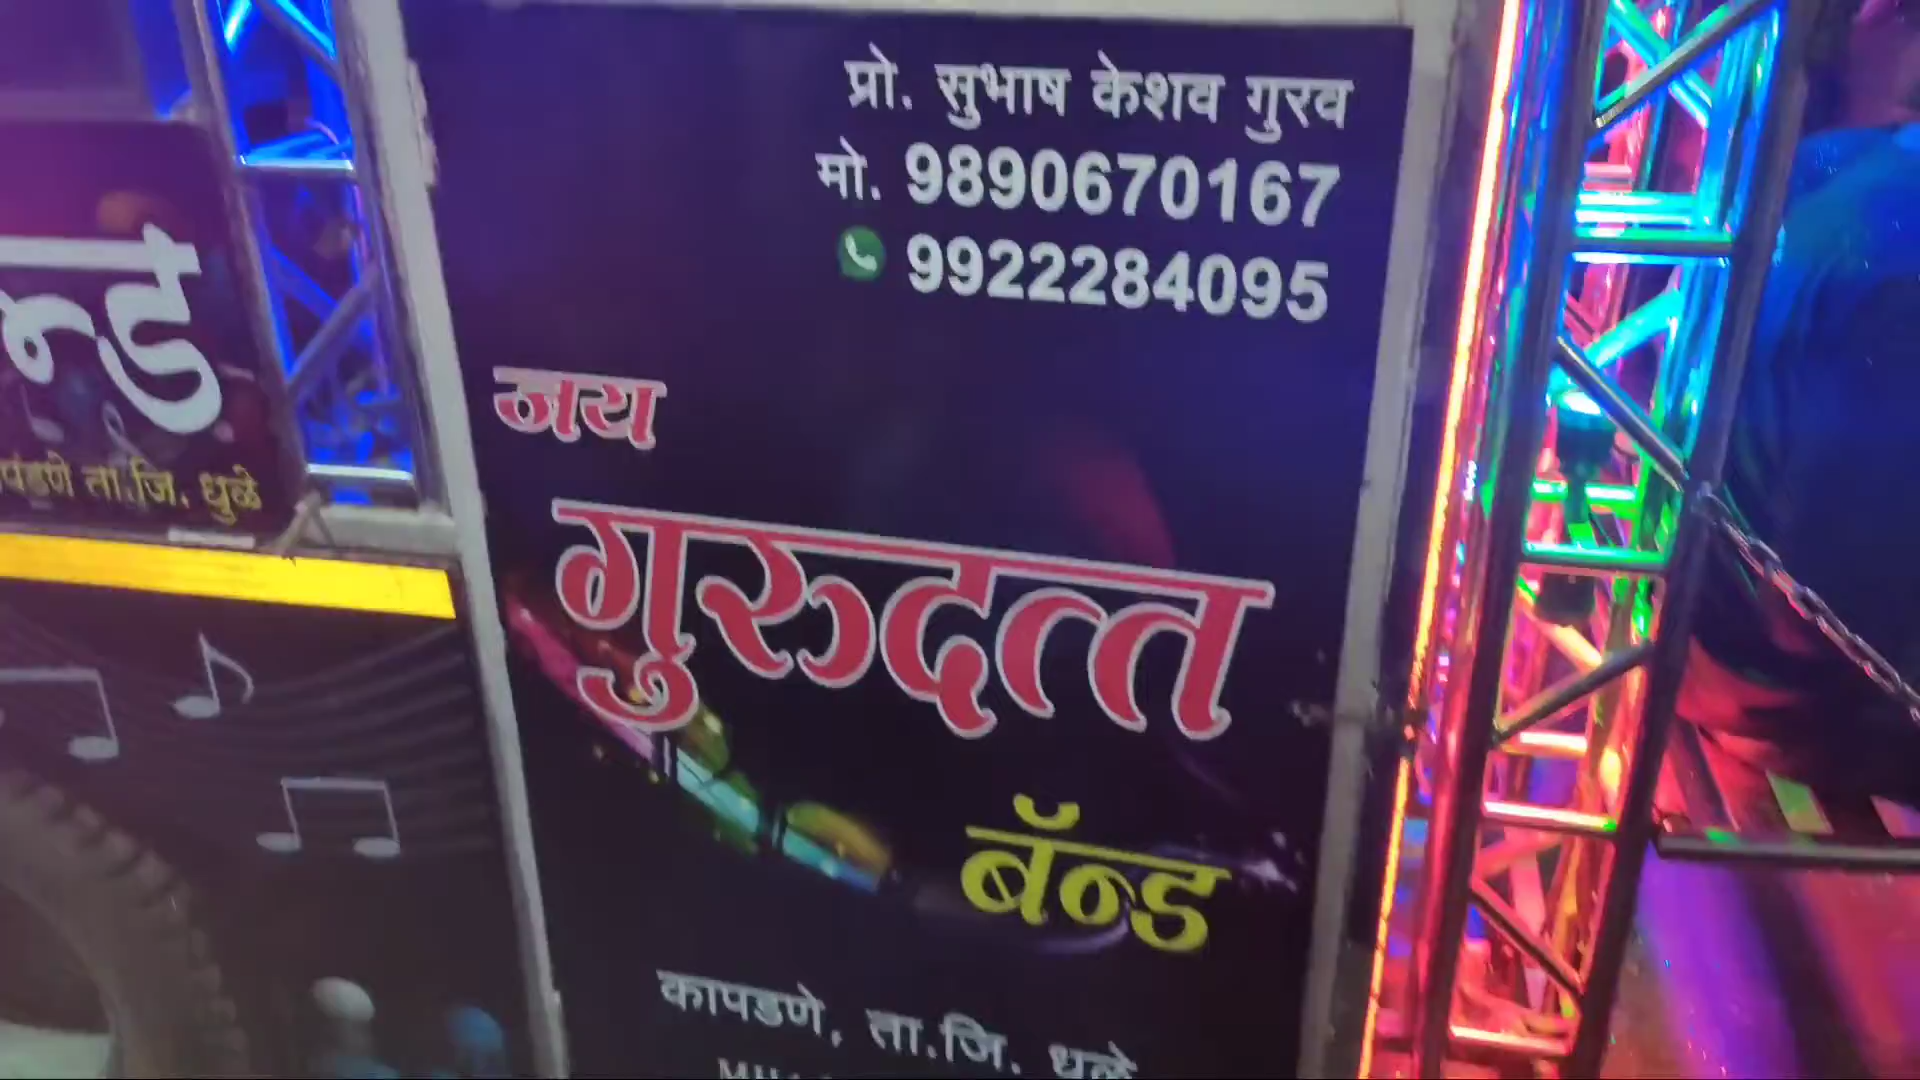 प्रो. सुभाष केशव गुरव
मो. 9890670167
9922284095
जय
गुरुदत्त
बॅन्ड
कापडणे, ता.जि. धुळे
न्ड
पडणे ता.जि. धुळे